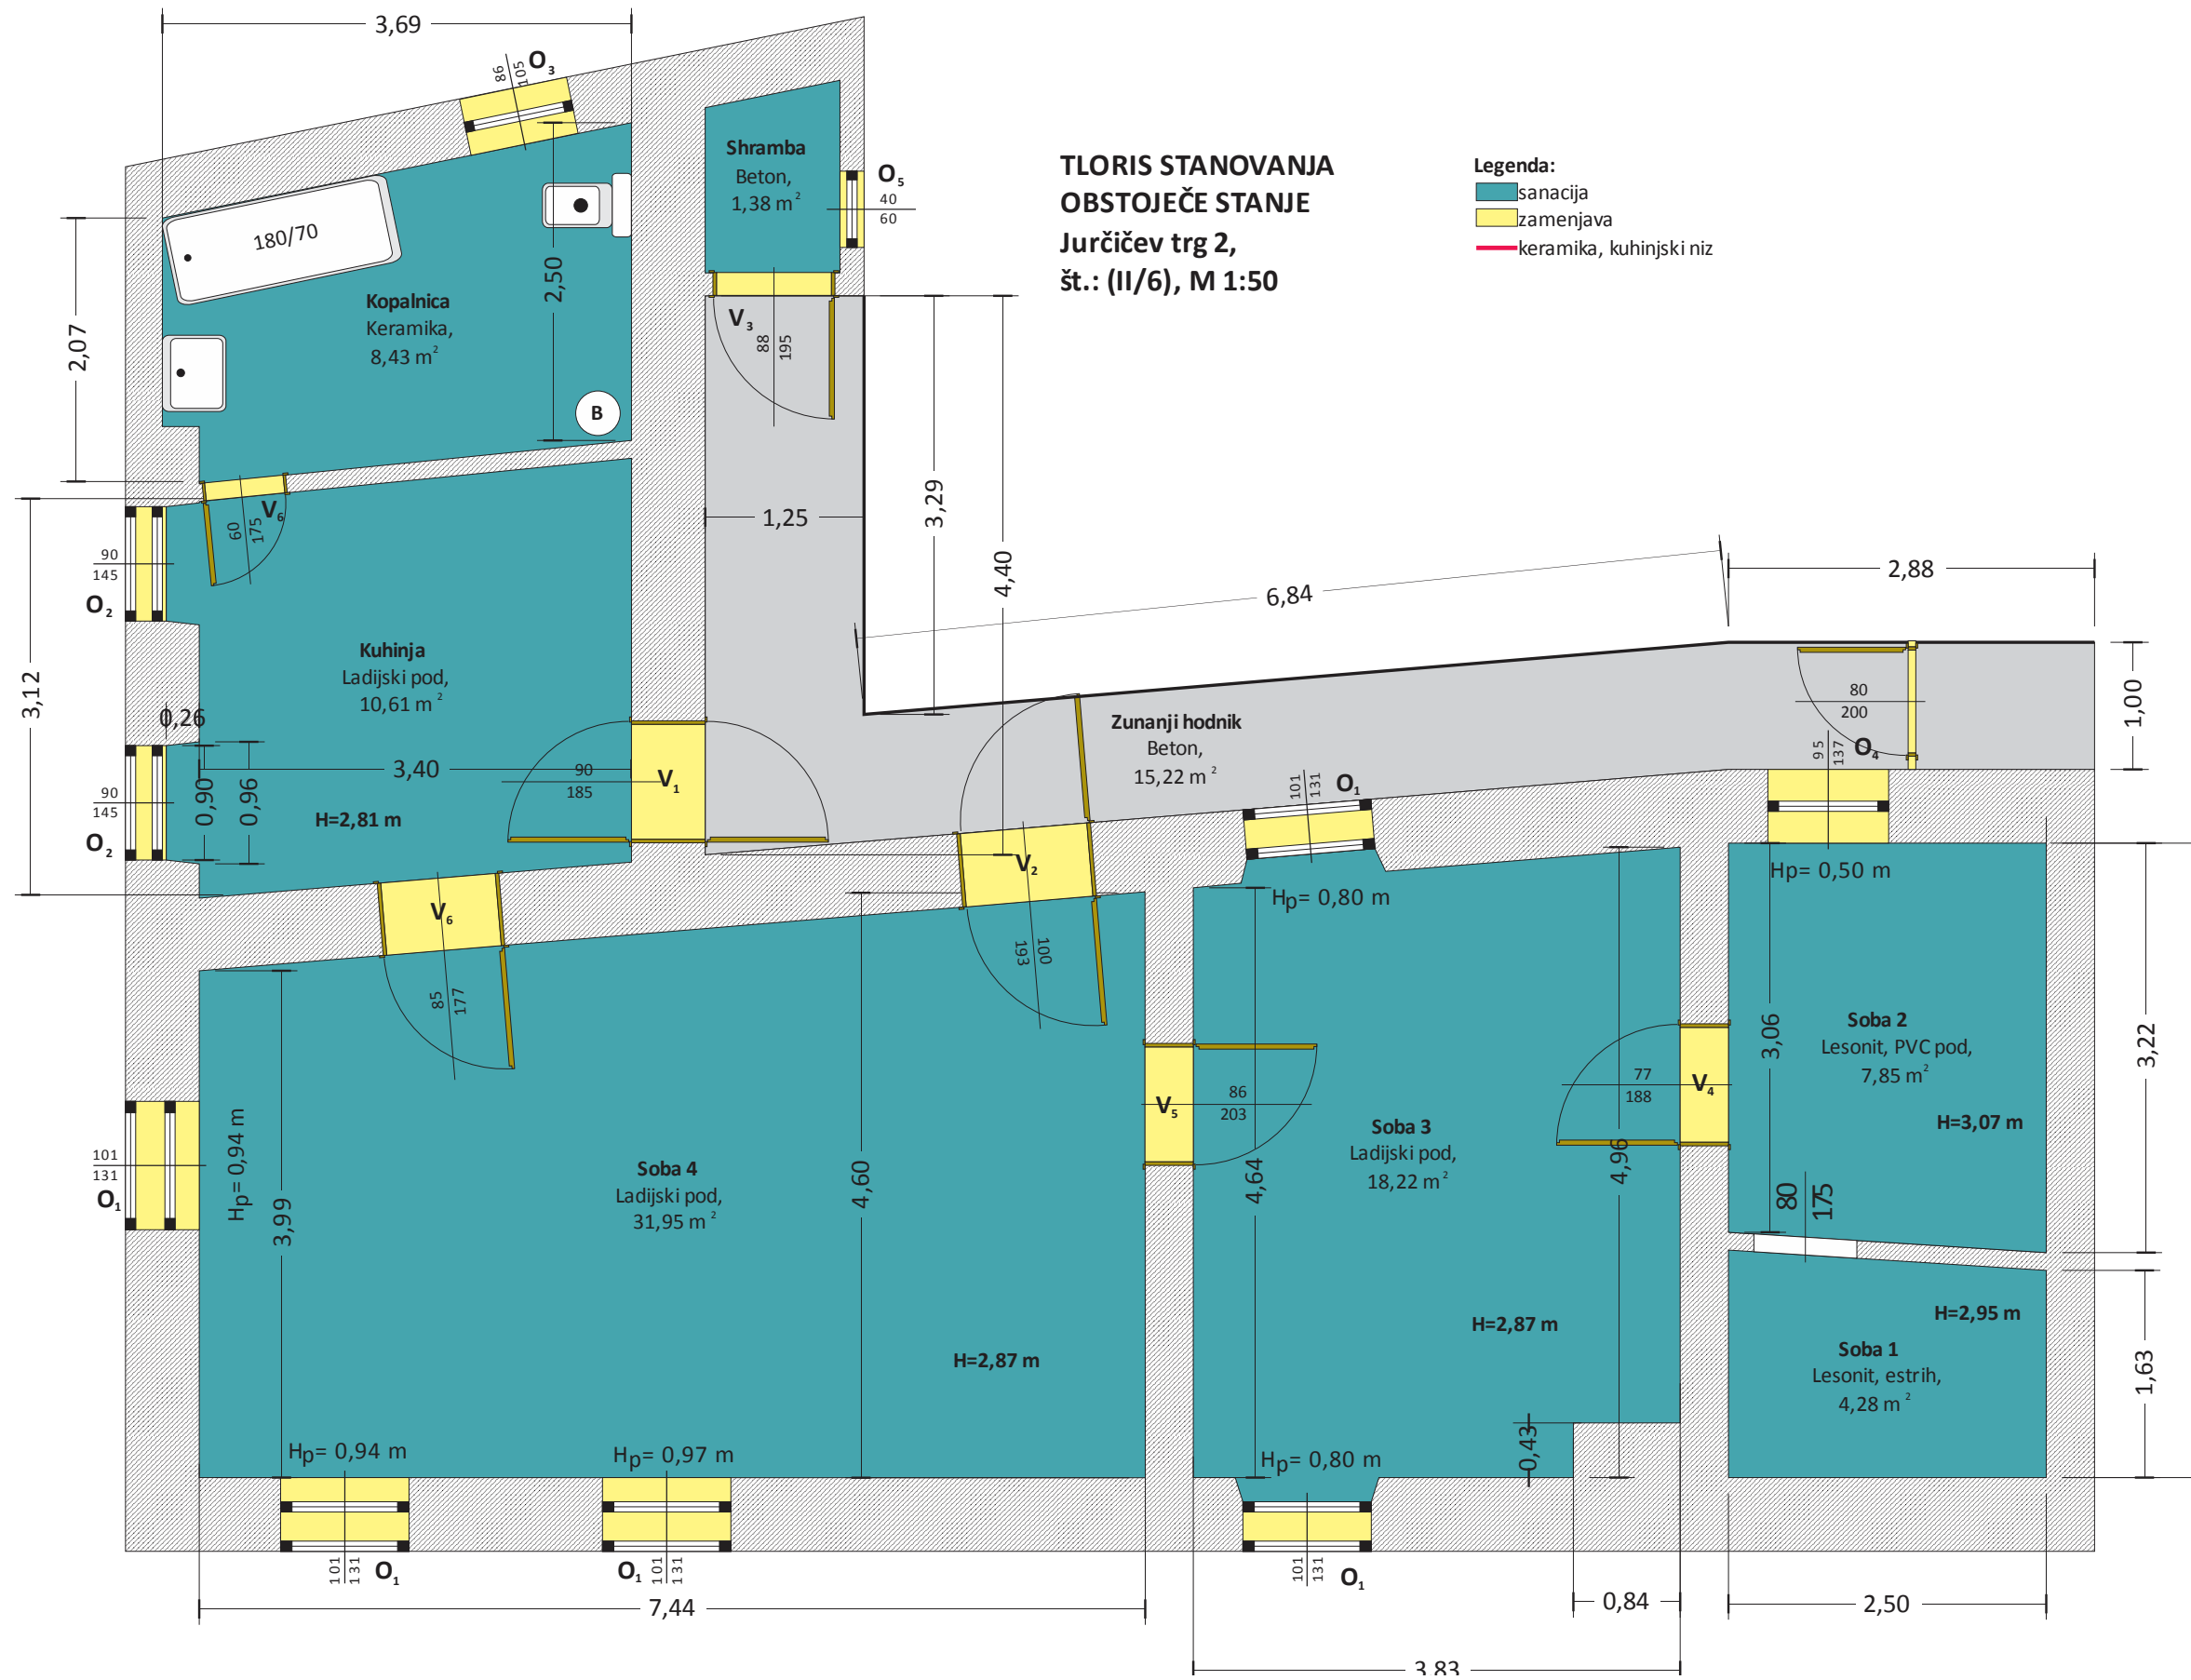 3,69
86
105
O3
TLORIS STANOVANJA
OBSTOJEČE STANJE
Jurčičev trg 2,
št.: (II/6), M 1:50
Legenda:
sanacija
zamenjava
keramika, kuhinjski niz
Shramba
Beton,
1,38 m²
O5
40
60
180/70
2,50
Kopalnica
Keramika,
8,43 m²
2,07
B
V3
88
195
3,29
1,25
4,40
6,84
2,88
1,00
V6
60
175
90
145
O2
3,12
Kuhinja
Ladijski pod,
10,61 m²
0,26
3,40
90
145
O2
0,90
0,96
H=2,81 m
90
185
V1
Zunanji hodnik
Beton,
15,22 m²
80
200
95
137
O4
101
131
O1
V2
Hp= 0,80 m
Hp= 0,50 m
V6
85
177
100
193
3,06
Soba 2
Lesonit, PVC pod,
7,85 m²
3,22
H=3,07 m
77
188
V4
V5
86
203
Soba 3
Ladijski pod,
18,22 m²
4,96
4,64
4,60
Hp= 0,94 m
101
131
O1
3,99
Soba 4
Ladijski pod,
31,95 m²
80
175
H=2,87 m
H=2,87 m
H=2,95 m
Soba 1
Lesonit, estrih,
4,28 m²
1,63
0,43
Hp= 0,94 m
Hp= 0,97 m
Hp= 0,80 m
101
131
O1
O1
101
131
101
131
O1
7,44
0,84
2,50
3,83